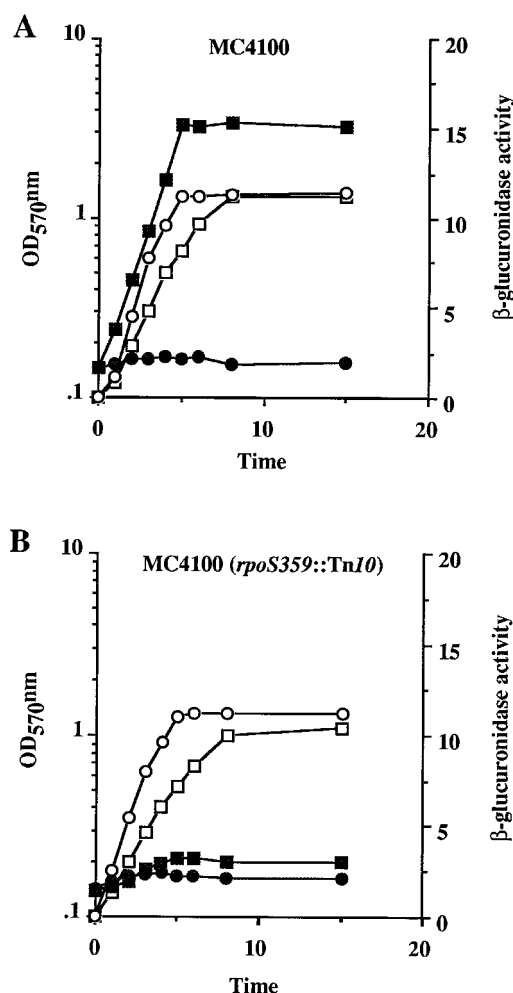 A
MC4100
10
1
.1
OD570nm
20
15
10
5
0
β-glucuronidase activity
0
10
20
Time
B
MC4100 (rpoS359::Tn10)
10
1
.1
OD570nm
20
15
10
5
0
β-glucuronidase activity
0
10
20
Time